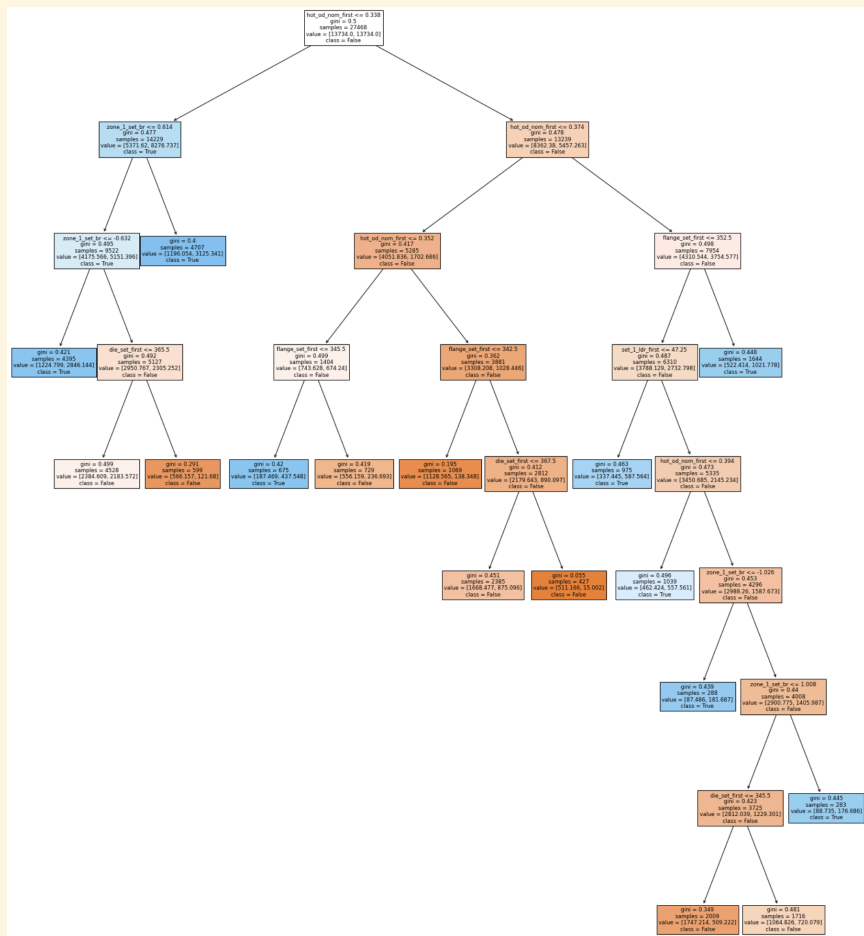 hot_od_nom_first <= 0.338
gini = 0.5
samples = 27468
value = [13734.0, 13734.0]
class = False
zone_1_set_br <= 0.614
gini = 0.477
samples = 14229
value = [5371.62, 8276.737]
class = True
hot_od_nom_first <= 0.374
gini = 0.478
samples = 13239
value = [8362.38, 5457.263]
class = False
zone_1_set_br <= -0.632
gini = 0.495
samples = 9522
value = [4175.566, 5151.396]
class = True
gini = 0.4
samples = 4707
value = [1196.054, 3125.341]
class = True
hot_od_nom_first <= 0.352
gini = 0.417
samples = 5285
value = [4051.836, 1702.686]
class = False
flange_set_first <= 352.5
gini = 0.498
samples = 7954
value = [4310.544, 3754.577]
class = False
gini = 0.421
samples = 4395
value = [1224.799, 2846.144]
class = True
die_set_first <= 365.5
gini = 0.492
samples = 5127
value = [2950.767, 2305.252]
class = False
flange_set_first <= 345.5
gini = 0.499
samples = 1404
value = [743.628, 674.24]
class = False
flange_set_first <= 342.5
gini = 0.362
samples = 3881
value = [3308.208, 1028.446]
class = False
set_1_ldr_first <= 47.25
gini = 0.487
samples = 6310
value = [3788.129, 2732.798]
class = False
gini = 0.448
samples = 1644
value = [522.414, 1021.778]
class = True
gini = 0.499
samples = 4528
value = [2384.609, 2183.572]
class = False
gini = 0.291
samples = 599
value = [566.157, 121.68]
class = False
gini = 0.42
samples = 675
value = [187.469, 437.548]
class = True
gini = 0.419
samples = 729
value = [556.159, 236.693]
class = False
gini = 0.195
samples = 1069
value = [1128.565, 138.348]
class = False
die_set_first <= 367.5
gini = 0.412
samples = 2812
value = [2179.643, 890.097]
class = False
gini = 0.463
samples = 975
value = [337.445, 587.564]
class = True
hot_od_nom_first <= 0.394
gini = 0.473
samples = 5335
value = [3450.685, 2145.234]
class = False
gini = 0.451
samples = 2385
value = [1668.477, 875.096]
class = False
gini = 0.055
samples = 427
value = [511.166, 15.002]
class = False
gini = 0.496
samples = 1039
value = [462.424, 557.561]
class = True
zone_1_set_br <= -1.026
gini = 0.453
samples = 4296
value = [2988.26, 1587.673]
class = False
gini = 0.439
samples = 288
value = [87.486, 181.687]
class = True
zone_1_set_br <= 1.008
gini = 0.44
samples = 4008
value = [2900.775, 1405.987]
class = False
die_set_first <= 345.5
gini = 0.423
samples = 3725
value = [2812.039, 1229.301]
class = False
gini = 0.445
samples = 283
value = [88.735, 176.686]
class = True
gini = 0.349
samples = 2009
value = [1747.214, 509.222]
class = False
gini = 0.481
samples = 1716
value = [1064.826, 720.079]
class = False